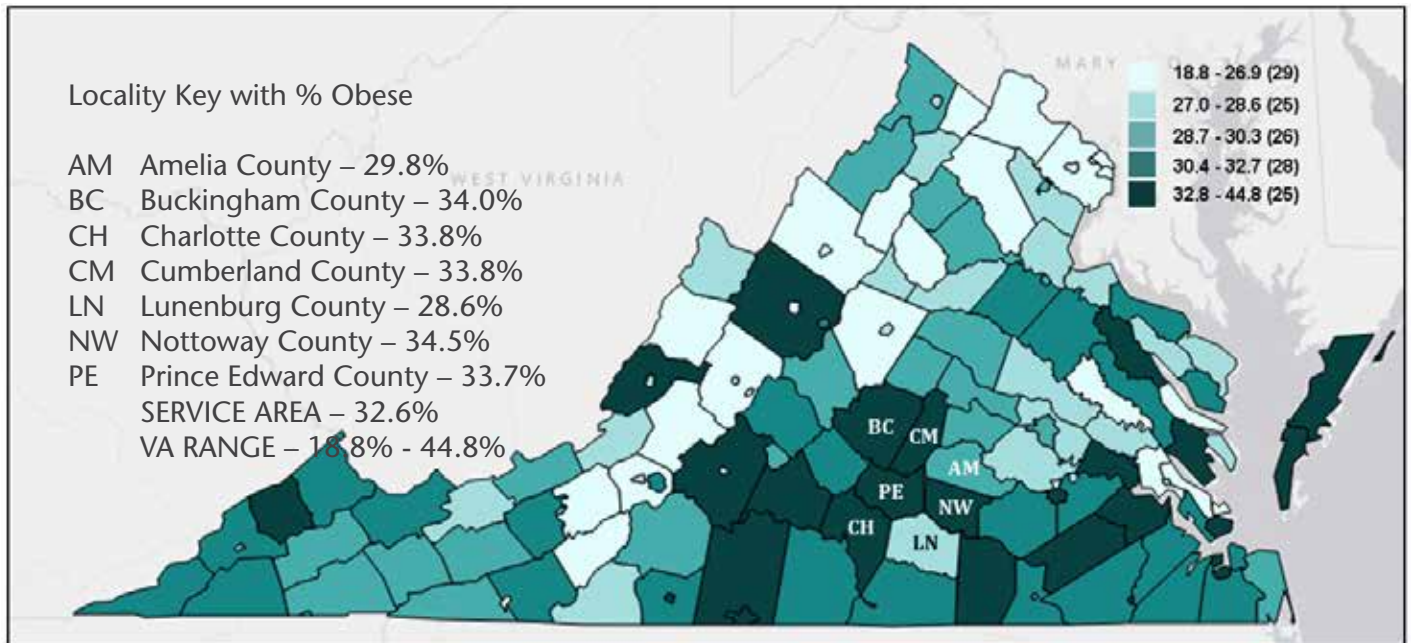 Locality Key with % Obese
AM Amelia County – 29.8%
BC Buckingham County – 34.0%
CH Charlotte County – 33.8%
CM Cumberland County – 33.8%
LN Lunenburg County – 28.6%
NW Nottoway County – 34.5%
PE Prince Edward County – 33.7%
SERVICE AREA – 32.6%
VA RANGE – 18.8% - 44.8%
WEST VIRGINIA
MARY
18.8 - 26.9 (29)
27.0 - 28.6 (25)
28.7 - 30.3 (26)
30.4 - 32.7 (28)
32.8 - 44.8 (25)
BC
CM
AM
PE
NW
CH
LN